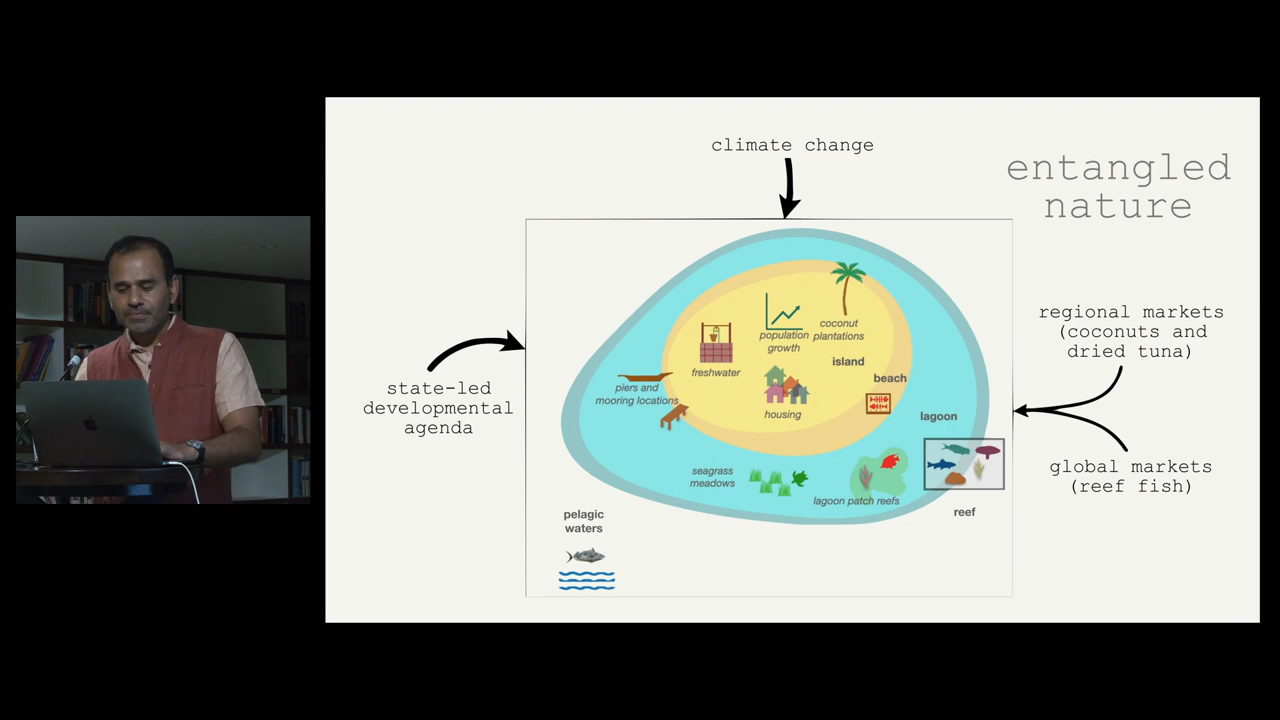 climate change
entangled
nature
regional markets
(coconuts and
dried tuna)
state-led
developmental
agenda
global markets
(reef fish)
population
growth
coconut
plantations
freshwater
island
beach
piers and
mooring locations
housing
lagoon
seagrass
meadows
lagoon patch reefs
reef
pelagic
waters